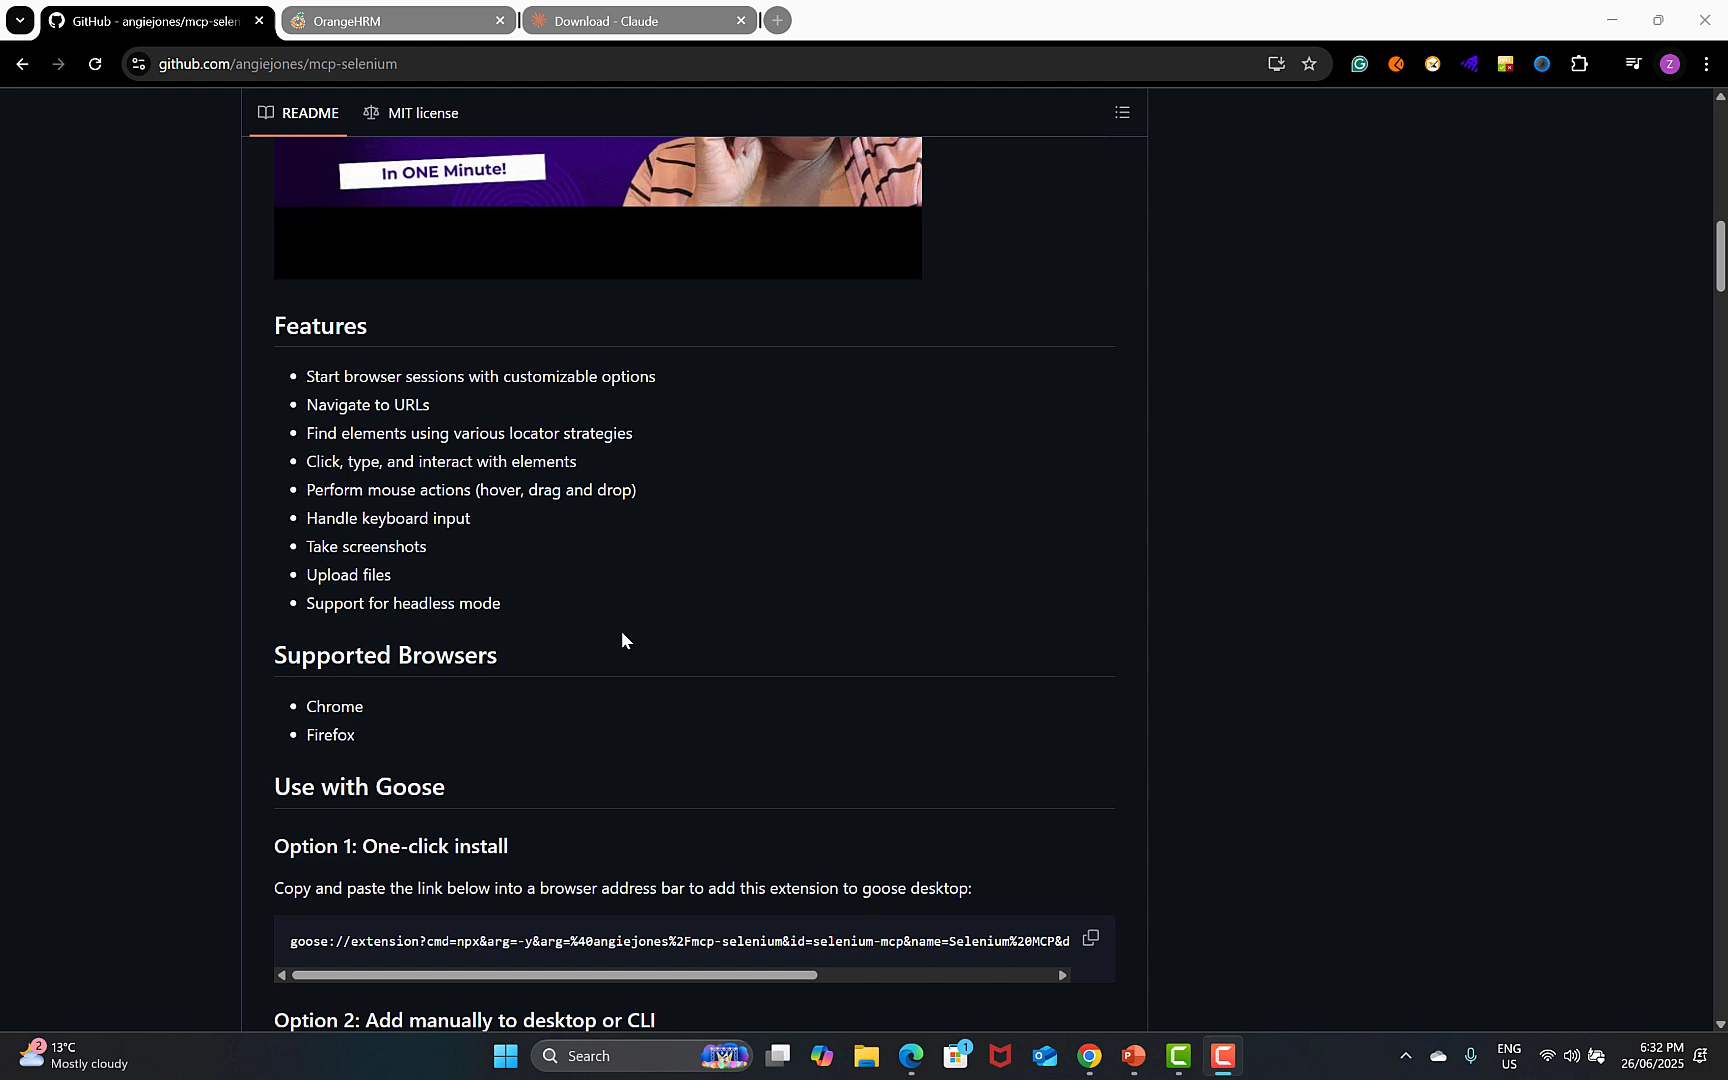 GitHub - angiejones/mcp-selen
OrangeHRM
Download - Claude
github.com/angiejones/mcp-selenium
Z
README
MIT license
In ONE Minute!
Features
Start browser sessions with customizable options
Navigate to URLs
Find elements using various locator strategies
Click, type, and interact with elements
Perform mouse actions (hover, drag and drop)
Handle keyboard input
Take screenshots
Upload files
Support for headless mode
Supported Browsers
Chrome
Firefox
Use with Goose
Option 1: One-click install
Copy and paste the link below into a browser address bar to add this extension to goose desktop:
goose://extension?cmd=npx&arg=-y&arg=%40angiejones%2Fmcp-selenium&id=selenium-mcp&name=Selenium%20MCP&d
Option 2: Add manually to desktop or CLI
2
13°C
Mostly cloudy
Search
1
ENG
US
6:32 PM
26/06/2025